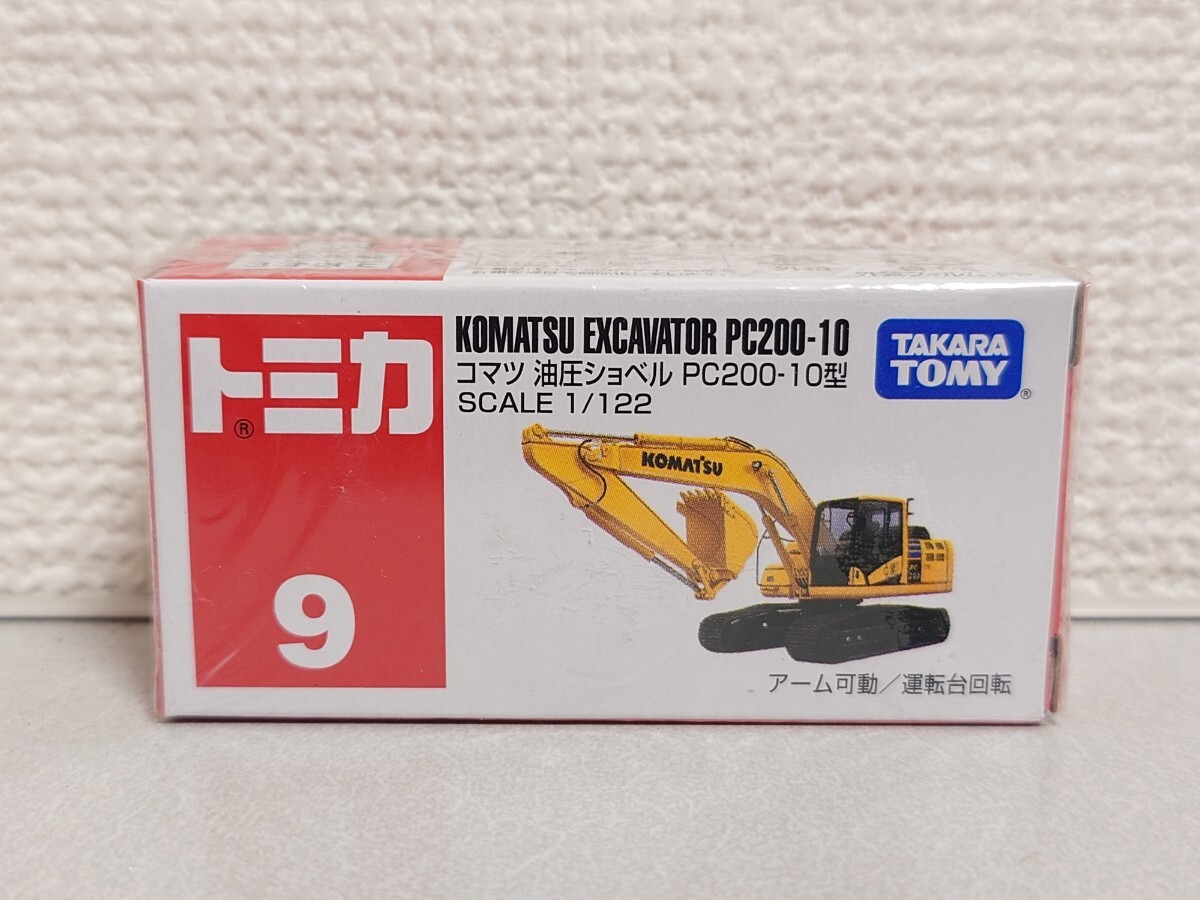 トミカ
®
9
KOMATSU EXCAVATOR PC200-10
コマツ 油圧ショベル PC200-10型
SCALE 1/122
TAKARA
TOMY
®
KOMATSU
アーム可動／運転台回転